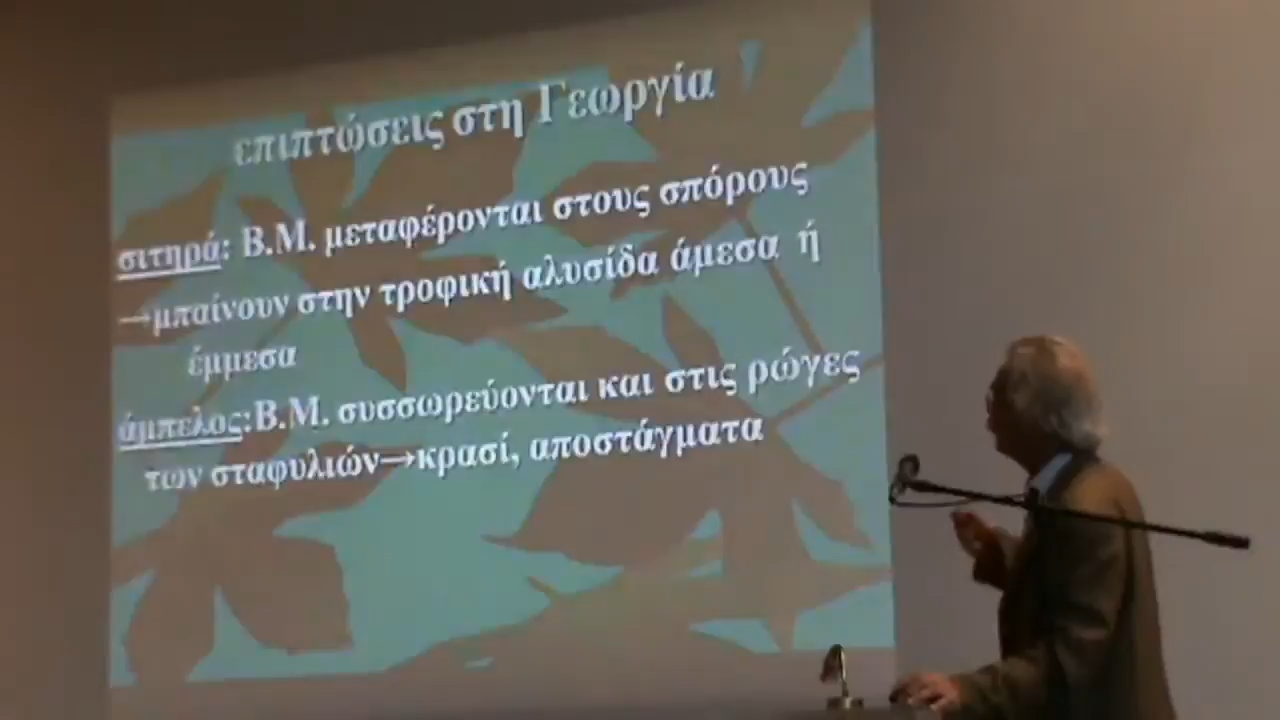 επιπτώσεις στη Γεωργία
σιτηρά: Β.Μ. μεταφέρονται στους σπόρους
→μπαίνουν στην τροφική αλυσίδα άμεσα ή
έμμεσα
άμπελος:Β.Μ. συσσωρεύονται και στις ρώγες
των σταφυλιών→κρασί, αποστάγματα